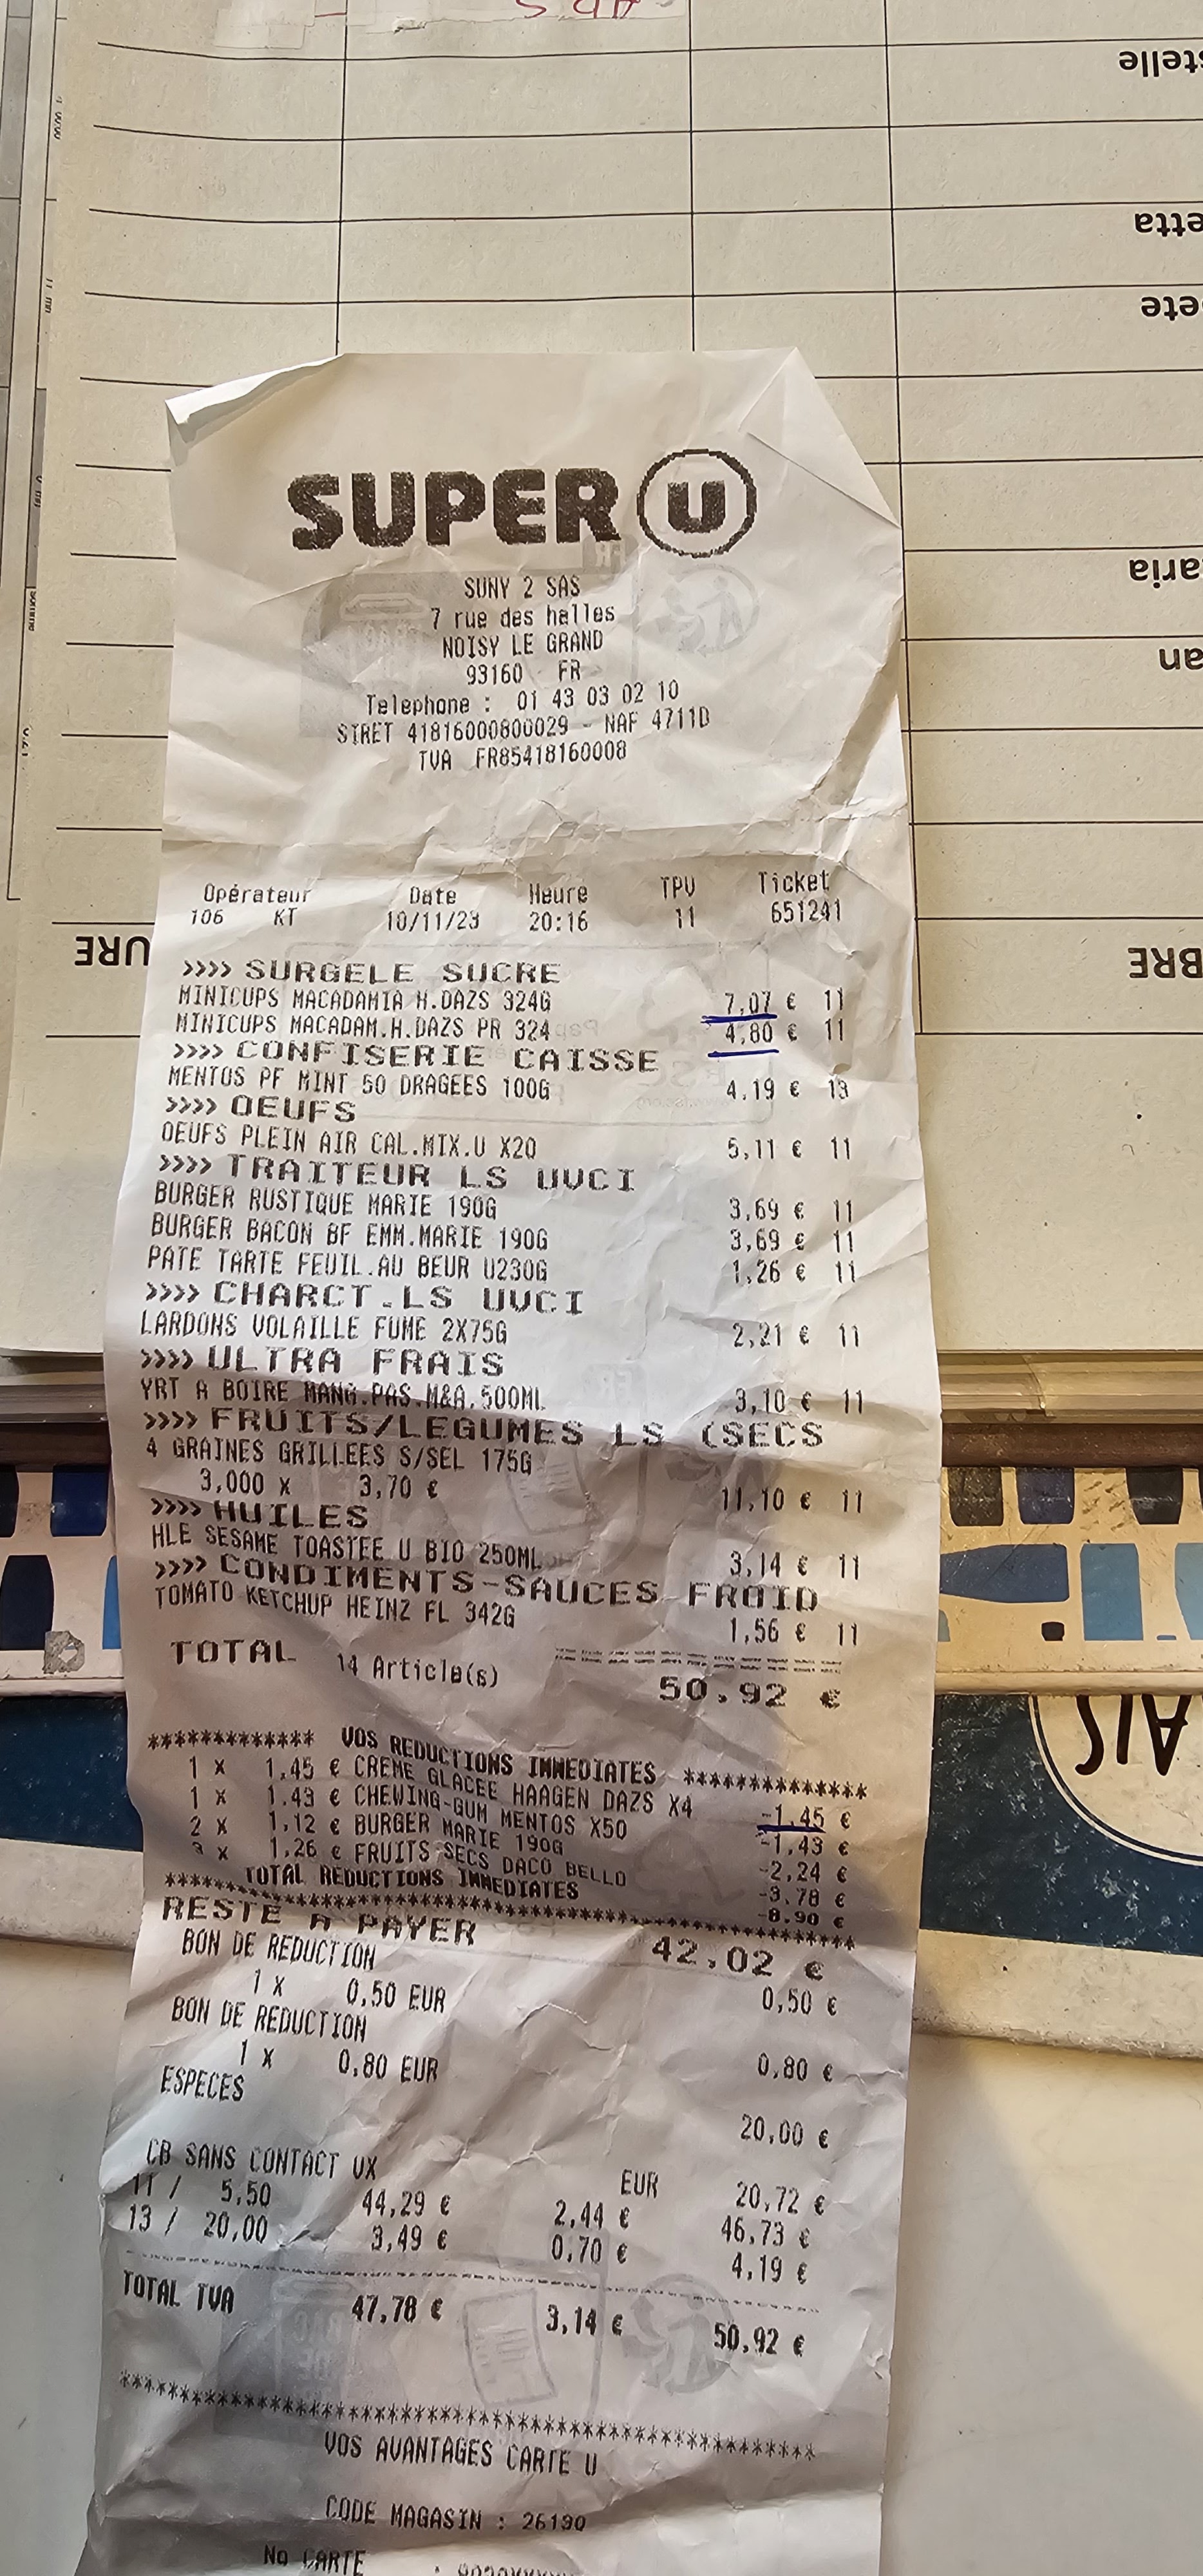 stelle
etta
ete
aria
an
URE
BRE
SUPER U
SUNY 2 SAS
7 rue des halles
NOISY LE GRAND
93160 FR
Telephone : 01 43 03 02 10
SIRET 41816000800029 - NAF 4711D
TVA FR85418160008
Opérateur Date Heure TPV Ticket
106 KT 10/11/23 20:16 11 651241
>>>> SURGELE SUCRE
MINICUPS MACADAMIA H.DAZS 324G 7,07 € 11
MINICUPS MACADAM.H.DAZS PR 324 4,80 € 11
>>>> CONFISERIE CAISSE
MENTOS PF MINT 50 DRAGEES 100G 4,19 € 13
>>>> OEUFS
OEUFS PLEIN AIR CAL.MIX.U X20 5,11 € 11
>>>> TRAITEUR LS UVCI
BURGER RUSTIQUE MARIE 190G 3,69 € 11
BURGER BACON BF EMM.MARIE 190G 3,69 € 11
PATE TARTE FEUIL.AU BEUR U230G 1,26 € 11
>>>> CHARCT.LS UVCI
LARDONS VOLAILLE FUME 2X75G 2,21 € 11
>>>> ULTRA FRAIS
YRT A BOIRE MANG.PAS.M&A.500ML 3,10 € 11
>>>> FRUITS/LEGUMES LS (SECS
4 GRAINES GRILLEES S/SEL 175G
3,000 x 3,70 € 11,10 € 11
>>>> HUILES
HLE SESAME TOASTEE U BIO 250ML 3,14 € 11
>>>> CONDIMENTS-SAUCES FROID
TOMATO KETCHUP HEINZ FL 342G 1,56 € 11
TOTAL 14 Article(s) 50,92 €
************* VOS REDUCTIONS IMMEDIATES **************
1 x 1,45 € CREME GLACEE HAAGEN DAZS X4 -1,45 €
1 x 1,43 € CHEWING-GUM MENTOS X50 -1,43 €
2 x 1,12 € BURGER MARIE 190G -2,24 €
3 x 1,26 € FRUITS SECS DACO BELLO -3,78 €
TOTAL REDUCTIONS IMMEDIATES -8,90 €
RESTE A PAYER 42,02 €
BON DE REDUCTION
1 x 0,50 EUR 0,50 €
BON DE REDUCTION
1 x 0,80 EUR 0,80 €
ESPECES 20,00 €
CB SANS CONTACT VX EUR 20,72 €
11 / 5,50 44,29 € 2,44 € 46,73 €
13 / 20,00 3,49 € 0,70 € 4,19 €
TOTAL TVA 47,78 € 3,14 € 50,92 €
VOS AVANTAGES CARTE U
CODE MAGASIN : 26190
No CARTE :
AIS